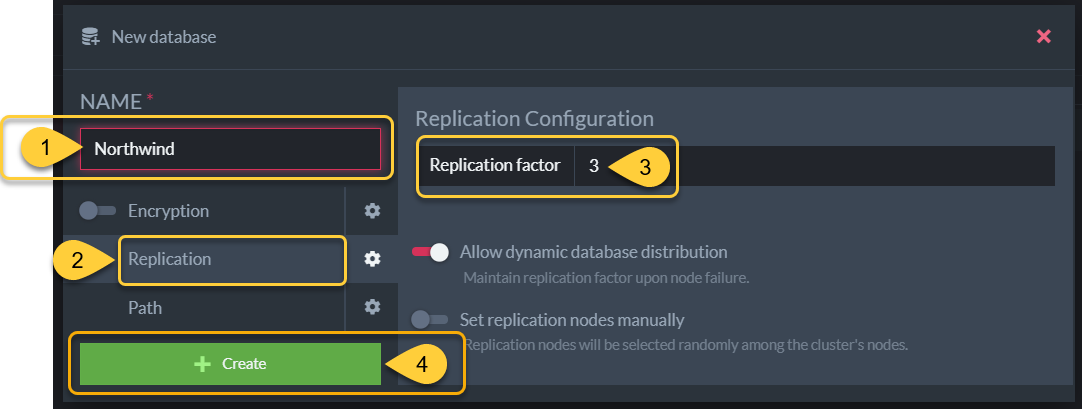 New database
NAME *
1
Northwind
Encryption
2
Replication
Path
+ Create
4
Replication Configuration
Replication factor 3
3
Allow dynamic database distribution
Maintain replication factor upon node failure.
Set replication nodes manually
Replication nodes will be selected randomly among the cluster's nodes.